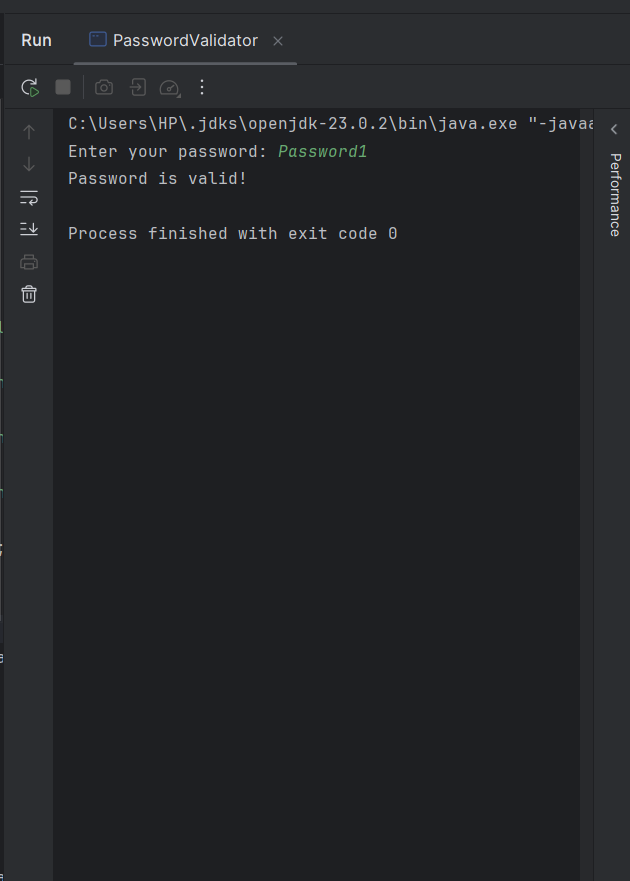 Run PasswordValidator
C:\Users\HP\.jdks\openjdk-23.0.2\bin\java.exe "-javaa
Enter your password: Password1
Password is valid!
Process finished with exit code 0
Performance